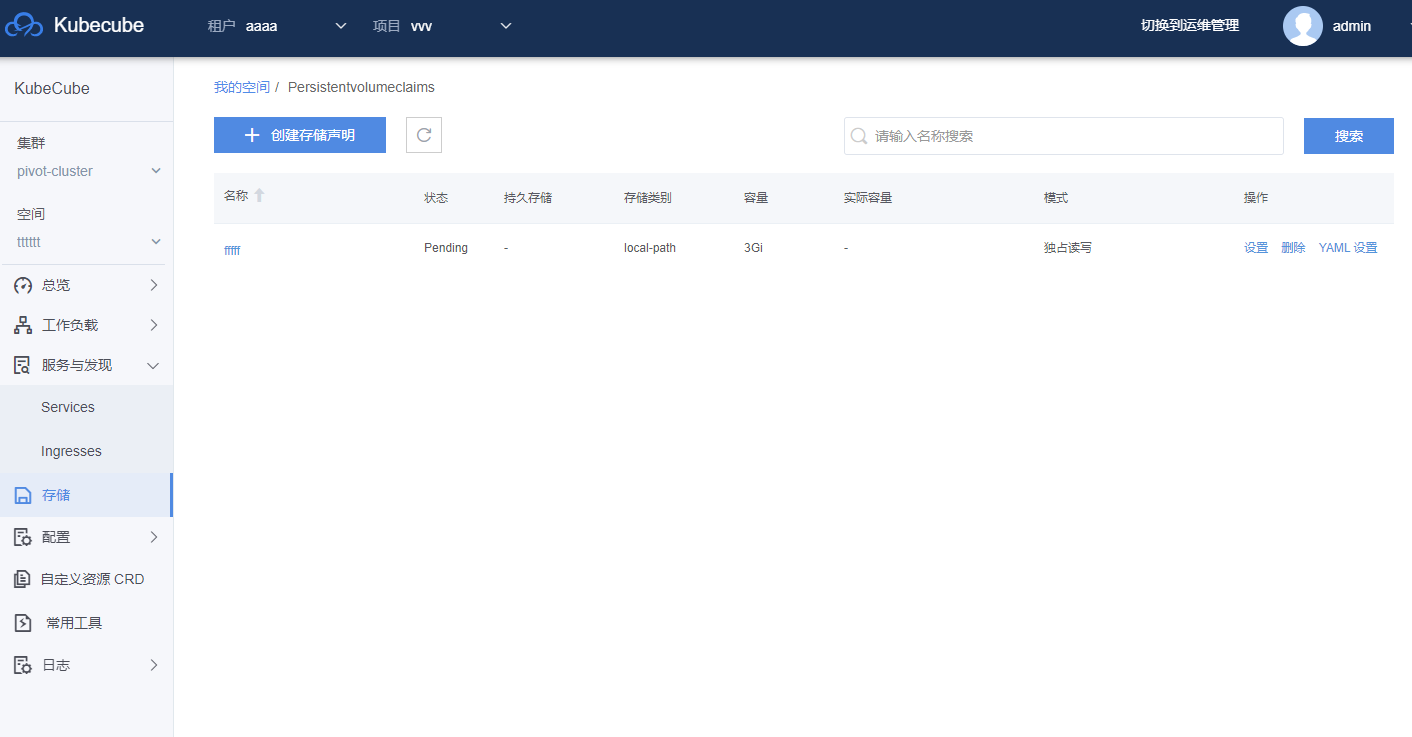 Kubecube 租户 aaaa 项目 vvv 切换到运维管理 admin
KubeCube
集群
pivot-cluster
空间
tttttt
总览
工作负载
服务与发现
Services
Ingresses
存储
配置
自定义资源 CRD
常用工具
日志
我的空间 / Persistentvolumeclaims
创建存储声明 请输入名称搜索 搜索
名称 状态 持久存储 存储类别 容量 实际容量 模式 操作
fffff Pending - local-path 3Gi - 独占读写 设置 删除 YAML 设置